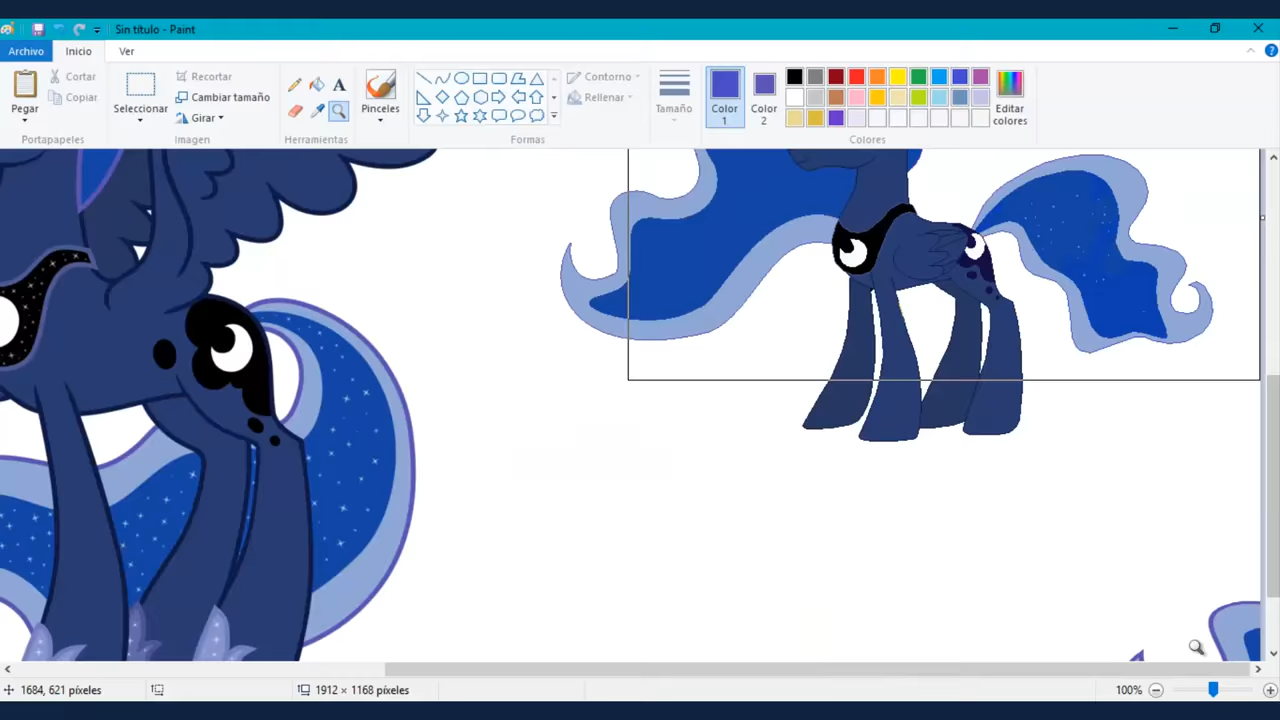 Sin título - Paint
Archivo Inicio Ver
Pegar
Cortar
Copiar
Portapapeles
Seleccionar
Recortar
Cambiar tamaño
Girar
Imagen
A
Herramientas
Pinceles
Contorno
Rellenar
Formas
Tamaño
Color
1
Color
2
Editar
colores
Colores
1684, 621 píxeles
1912 × 1168 píxeles
100%